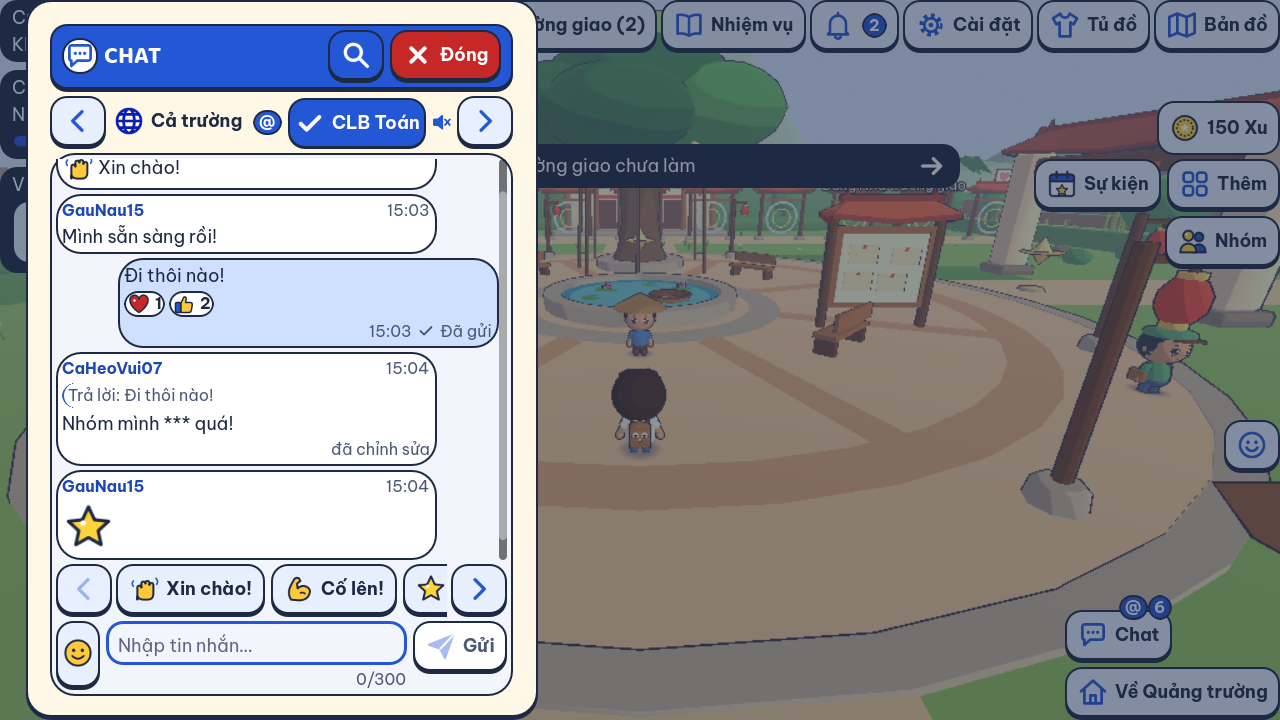 CHAT
Đóng
Cả trường
@
CLB Toán
Xin chào!
GauNau15 15:03
Mình sẵn sàng rồi!
Đi thôi nào!
1 2
15:03 Đã gửi
CaHeoVui07 15:04
Trả lời: Đi thôi nào!
Nhóm mình *** quá!
đã chỉnh sửa
GauNau15 15:04
Xin chào!
Cố lên!
Nhập tin nhắn...
Gửi
0/300
giao (2)
Nhiệm vụ
2
Cài đặt
Tủ đồ
Bản đồ
150 Xu
giao chưa làm
Sự kiện
Thêm
Nhóm
@ 6
Chat
Về Quảng trường